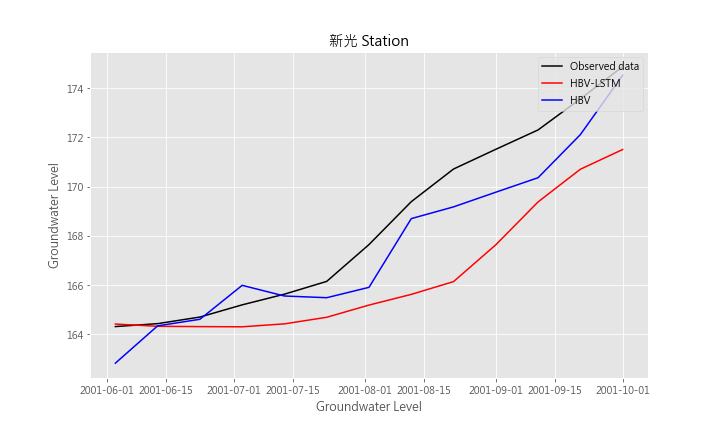 新光 Station
Observed data
HBV-LSTM
HBV
Groundwater Level
174
172
170
168
166
164
2001-06-01 2001-06-15 2001-07-01 2001-07-15 2001-08-01 2001-08-15 2001-09-01 2001-09-15 2001-10-01
Groundwater Level